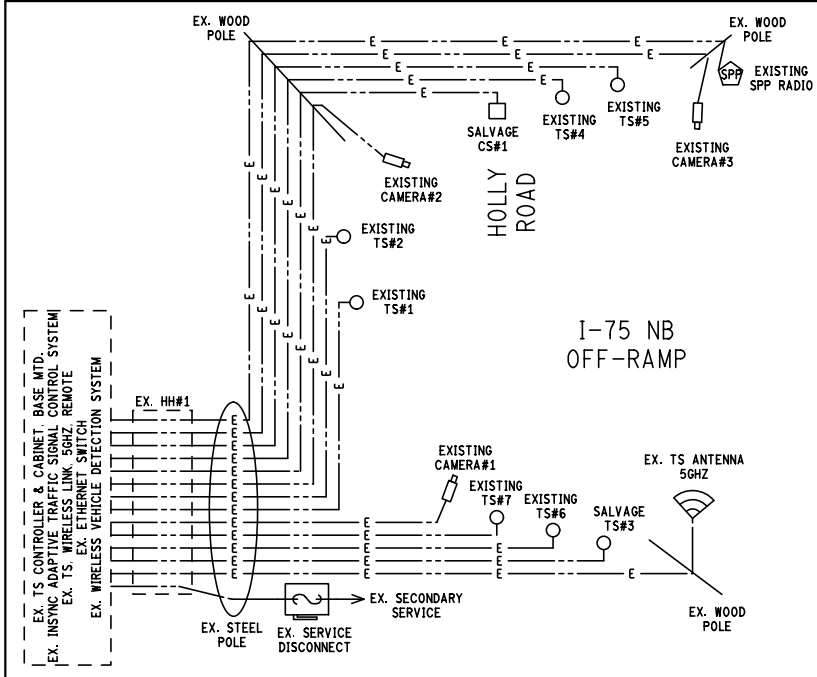 EX. WOOD
POLE
EX. WOOD
POLE
E
E
E
E
E
SPP
EXISTING
SPP RADIO
SALVAGE
CS#1
EXISTING
TS#4
EXISTING
TS#5
EXISTING
CAMERA#3
EXISTING
CAMERA#2
HOLLY
ROAD
E
E
E
E
E
E
E
EXISTING
TS#2
E
E
E
E
E
E
E
EXISTING
TS#1
E
I-75 NB
OFF-RAMP
EX. TS CONTROLLER & CABINET, BASE MTD.
EX. INSYNC ADAPTIVE TRAFFIC SIGNAL CONTROL SYSTEM
EX. TS, WIRELESS LINK, 5GHZ, REMOTE
EX. ETHERNET SWITCH
EX. WIRELESS VEHICLE DETECTION SYSTEM
EX. HH#1
E
E
E
E
E
E
E
E
E
E
E
E
E
EXISTING
CAMERA#1
EXISTING
TS#7
EXISTING
TS#6
SALVAGE
TS#3
EX. TS ANTENNA
5GHZ
E
E
E
E
E
EX. WOOD
POLE
EX. STEEL
POLE
EX. SERVICE
DISCONNECT
EX. SECONDARY
SERVICE